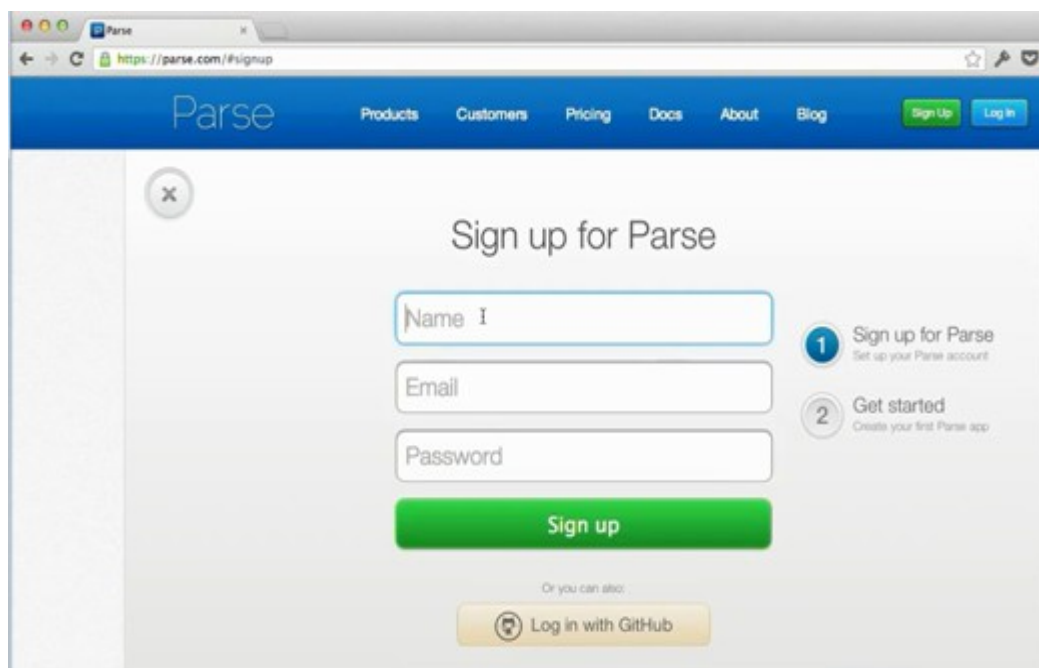 Parse
https://parse.com/#signup
Parse Products Customers Pricing Docs About Blog Sign Up Log In
Sign up for Parse
Name
Email
Password
Sign up
Or you can also:
Log in with GitHub
1 Sign up for Parse
Set up your Parse account
2 Get started
Create your first Parse app